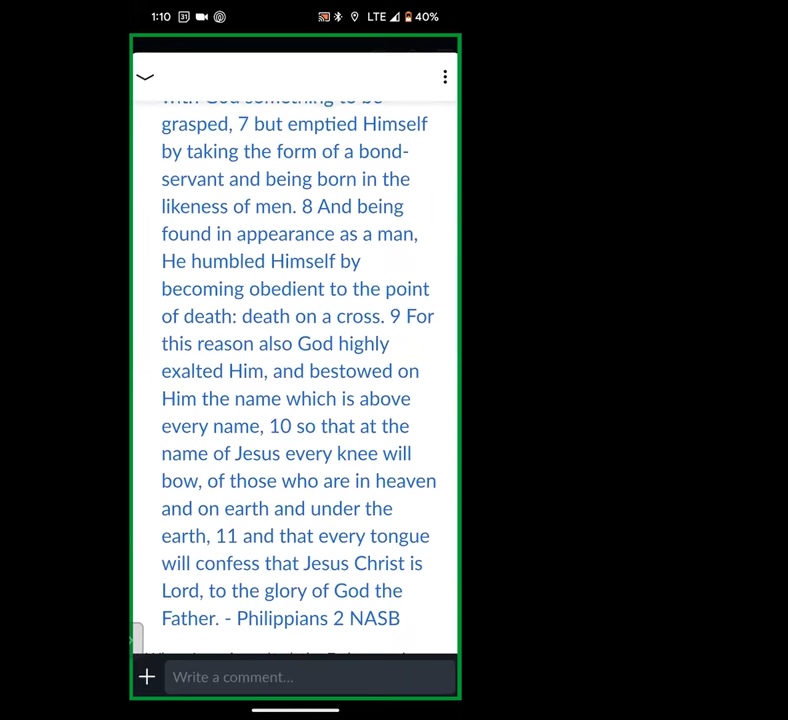 1:10 31 LTE 40%
with God something to be
grasped, 7 but emptied Himself
by taking the form of a bond-
servant and being born in the
likeness of men. 8 And being
found in appearance as a man,
He humbled Himself by
becoming obedient to the point
of death: death on a cross. 9 For
this reason also God highly
exalted Him, and bestowed on
Him the name which is above
every name, 10 so that at the
name of Jesus every knee will
bow, of those who are in heaven
and on earth and under the
earth, 11 and that every tongue
will confess that Jesus Christ is
Lord, to the glory of God the
Father. - Philippians 2 NASB
Write a comment...